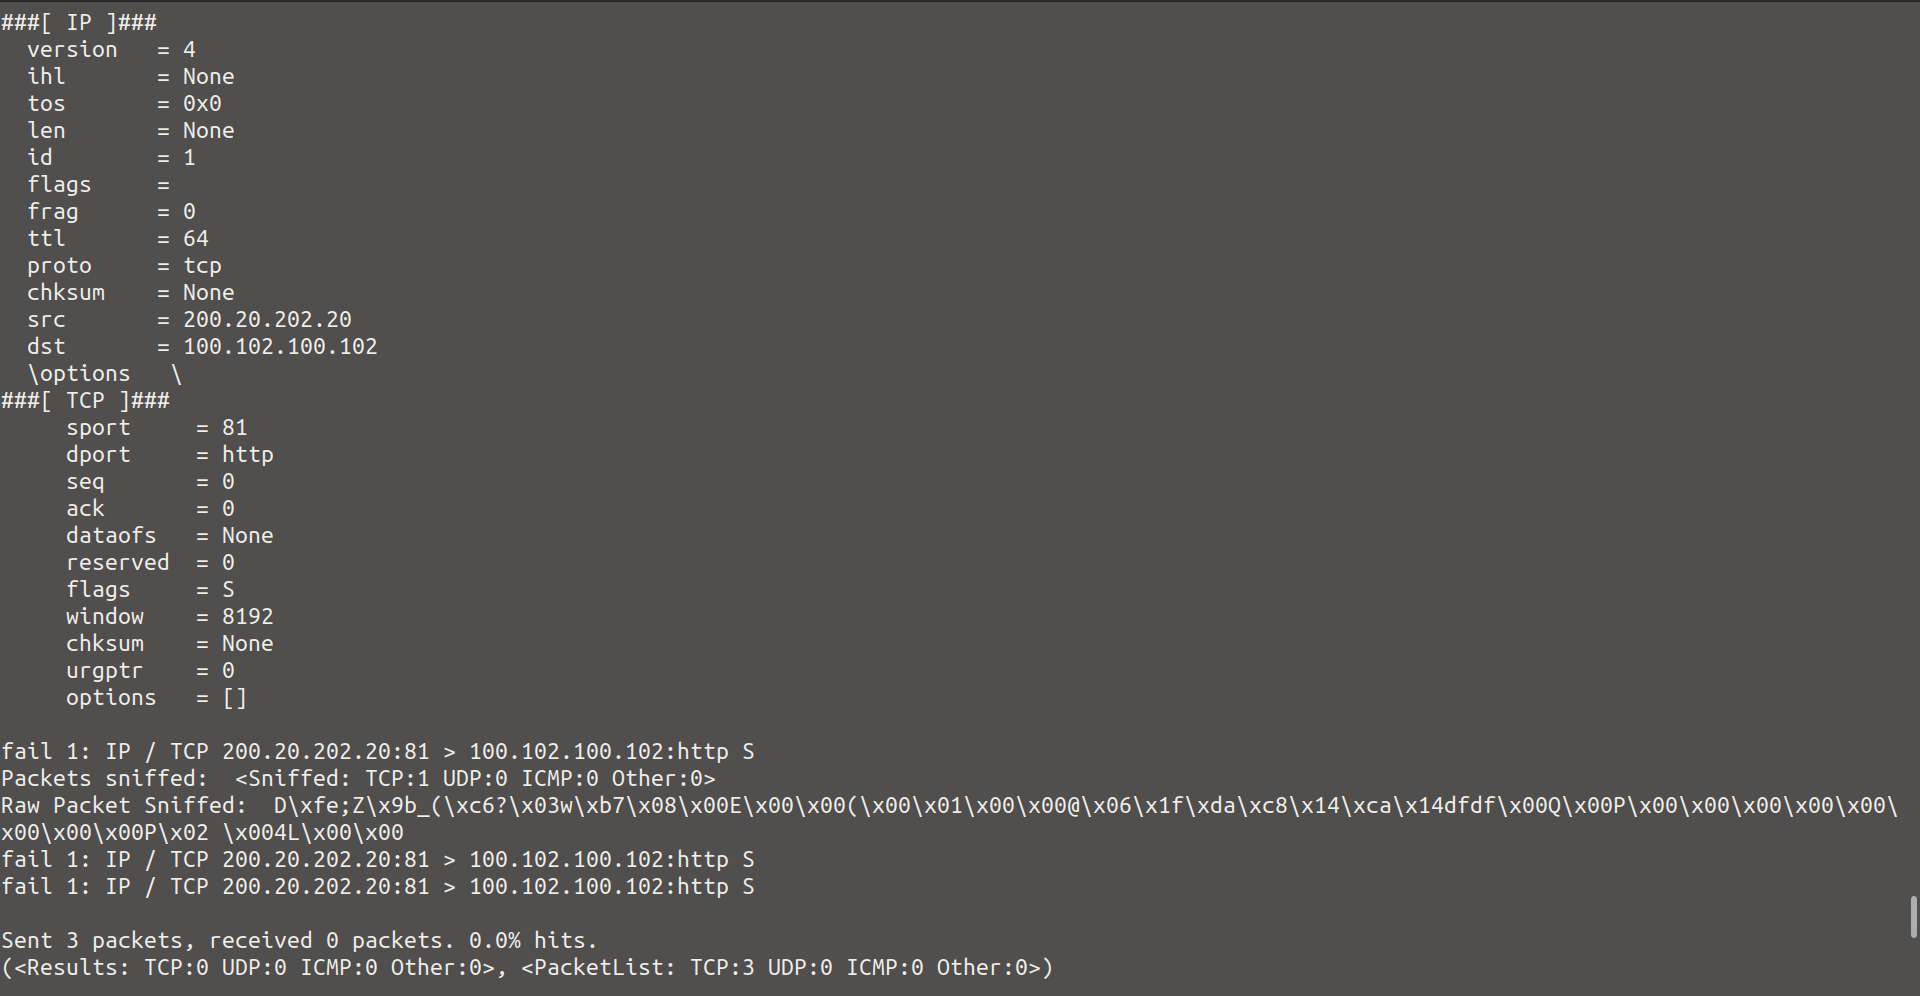 ###[ IP ]###
  version   = 4
  ihl       = None
  tos       = 0x0
  len       = None
  id        = 1
  flags     =
  frag      = 0
  ttl       = 64
  proto     = tcp
  chksum    = None
  src       = 200.20.202.20
  dst       = 100.102.100.102
  \options   \
###[ TCP ]###
     sport     = 81
     dport     = http
     seq       = 0
     ack       = 0
     dataofs   = None
     reserved  = 0
     flags     = S
     window    = 8192
     chksum    = None
     urgptr    = 0
     options   = []

fail 1: IP / TCP 200.20.202.20:81 > 100.102.100.102:http S
Packets sniffed:  <Sniffed: TCP:1 UDP:0 ICMP:0 Other:0>
Raw Packet Sniffed:  D\xfe;Z\x9b_(\xc6?\x03w\xb7\x08\x00E\x00\x00(\x00\x01\x00\x00@\x06\x1f\xda\xc8\x14\xca\x14dfdf\x00Q\x00P\x00\x00\x00\x00\x00\
x00\x00\x00P\x02 \x004L\x00\x00
fail 1: IP / TCP 200.20.202.20:81 > 100.102.100.102:http S
fail 1: IP / TCP 200.20.202.20:81 > 100.102.100.102:http S

Sent 3 packets, received 0 packets. 0.0% hits.
(<Results: TCP:0 UDP:0 ICMP:0 Other:0>, <PacketList: TCP:3 UDP:0 ICMP:0 Other:0>)